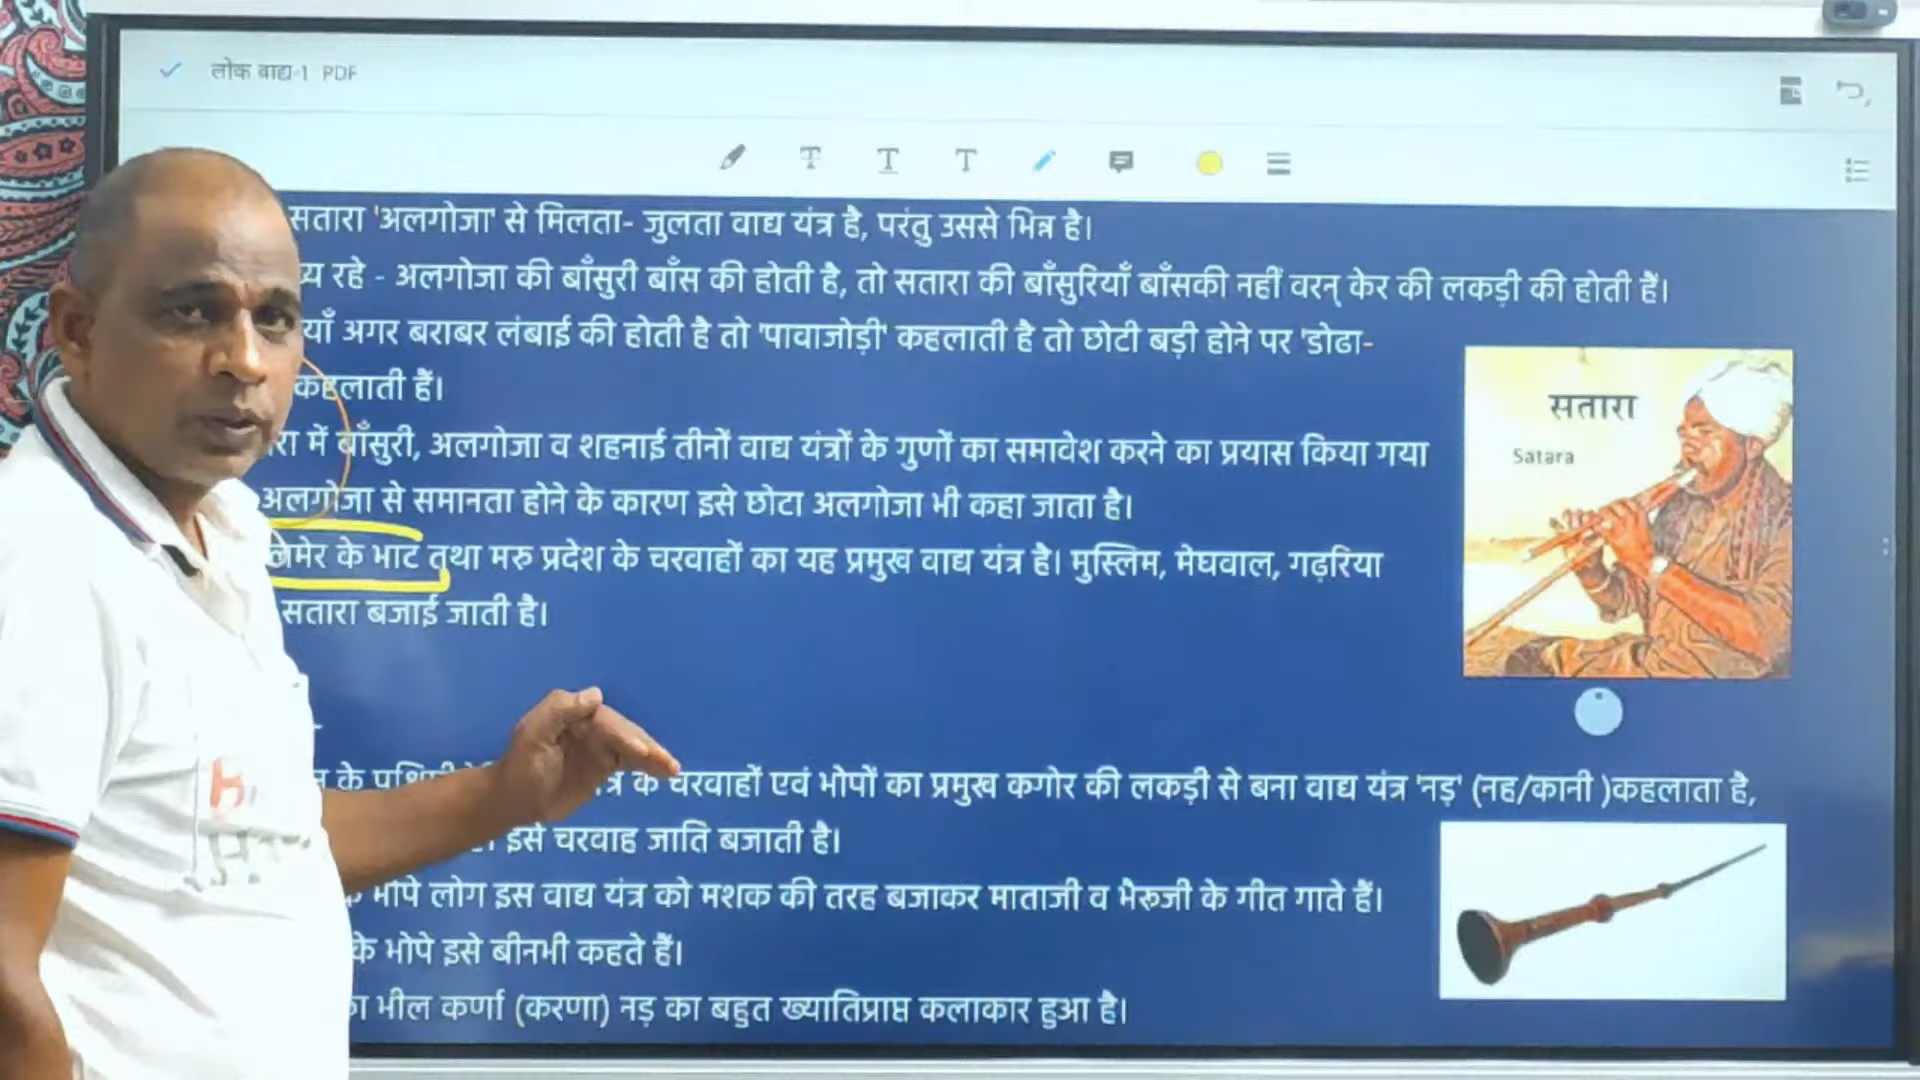 लोक वाद्य-1 PDF
सतारा 'अलगोजा' से मिलता- जुलता वाद्य यंत्र है, परंतु उससे भिन्न है।
रहे - अलगोजा की बाँसुरी बाँस की होती है, तो सतारा की बाँसुरियाँ बाँसकी नहीं वरन् केर की लकड़ी की होती हैं।
अगर बराबर लंबाई की होती है तो 'पावाजोड़ी' कहलाती है तो छोटी बड़ी होने पर 'डोढा-
कहलाती हैं।
में बाँसुरी, अलगोजा व शहनाई तीनों वाद्य यंत्रों के गुणों का समावेश करने का प्रयास किया गया
अलगोजा से समानता होने के कारण इसे छोटा अलगोजा भी कहा जाता है।
के भाट तथा मरु प्रदेश के चरवाहों का यह प्रमुख वाद्य यंत्र है। मुस्लिम, मेघवाल, गढ़रिया
सतारा बजाई जाती है।
सतारा
Satara
के चरवाहों एवं भोपों का प्रमुख कगोर की लकड़ी से बना वाद्य यंत्र 'नड़' (नह/कानी )कहलाता है,
इसे चरवाह जाति बजाती है।
भोपे लोग इस वाद्य यंत्र को मशक की तरह बजाकर माताजी व भैरूजी के गीत गाते हैं।
के भोपे इसे बीनभी कहते हैं।
भील कर्णा (करणा) नड़ का बहुत ख्यातिप्राप्त कलाकार हुआ है।